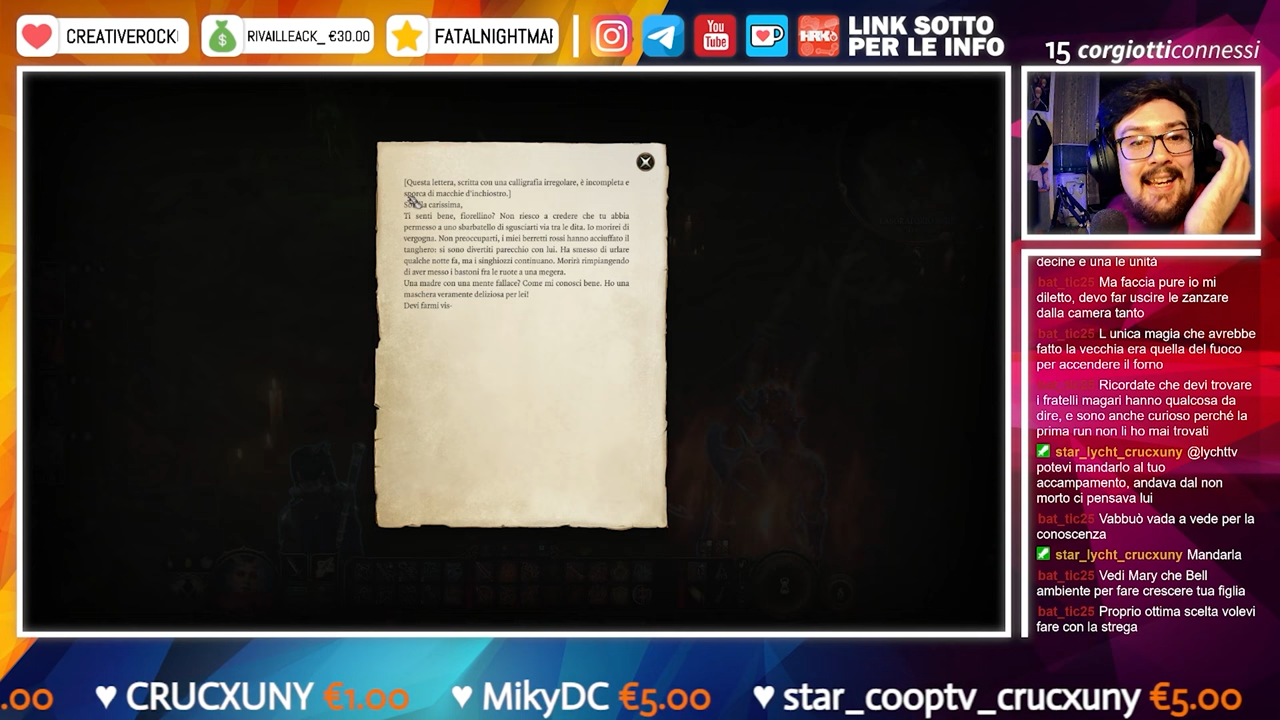 CREATIVEROCK
RIVAILLEACK_ €30.00
FATALNIGHTMAR
You
Tube
HRK
LINK SOTTO
PER LE INFO
15 corgiotticonnessi
[Questa lettera, scritta con una calligrafia irregolare, è incompleta e
sporca di macchie d'inchiostro.]
carissima,
Ti senti bene, fiorellino? Non riesco a credere che tu abbia
permesso a uno sbarbatello di sgusciarti via tra le dita. Io morirei di
vergogna. Non preoccuparti, i miei berretti rossi hanno acciuffato il
tanghero: si sono divertiti parecchio con lui. Ha smesso di urlare
qualche notte fa, ma i singhiozzi continuano. Morirà rimpiangendo
di aver messo i bastoni fra le ruote a una megera.
Una madre con una mente fallace? Come mi conosci bene. Ho una
maschera veramente deliziosa per lei!
Devi farmi vis-
decine e una le unità
bat_tic25 Ma faccia pure io mi
diletto, devo far uscire le zanzare
dalla camera tanto
bat_tic25 L unica magia che avrebbe
fatto la vecchia era quella del fuoco
per accendere il forno
bat_tic25 Ricordate che devi trovare
i fratelli magari hanno qualcosa da
dire, e sono anche curioso perché la
prima run non li ho mai trovati
star_lycht_crucxuny @lychttv
potevi mandarlo al tuo
accampamento, andava dal non
morto ci pensava lui
bat_tic25 Vabbuò vada a vede per la
conoscenza
star_lycht_crucxuny Mandarla
bat_tic25 Vedi Mary che Bell
ambiente per fare crescere tua figlia
bat_tic25 Proprio ottima scelta volevi
fare con la strega
.00 ♥ CRUCXUNY €1.00 ♥ MikyDC €5.00 ♥ star_cooptv_crucxuny €5.00